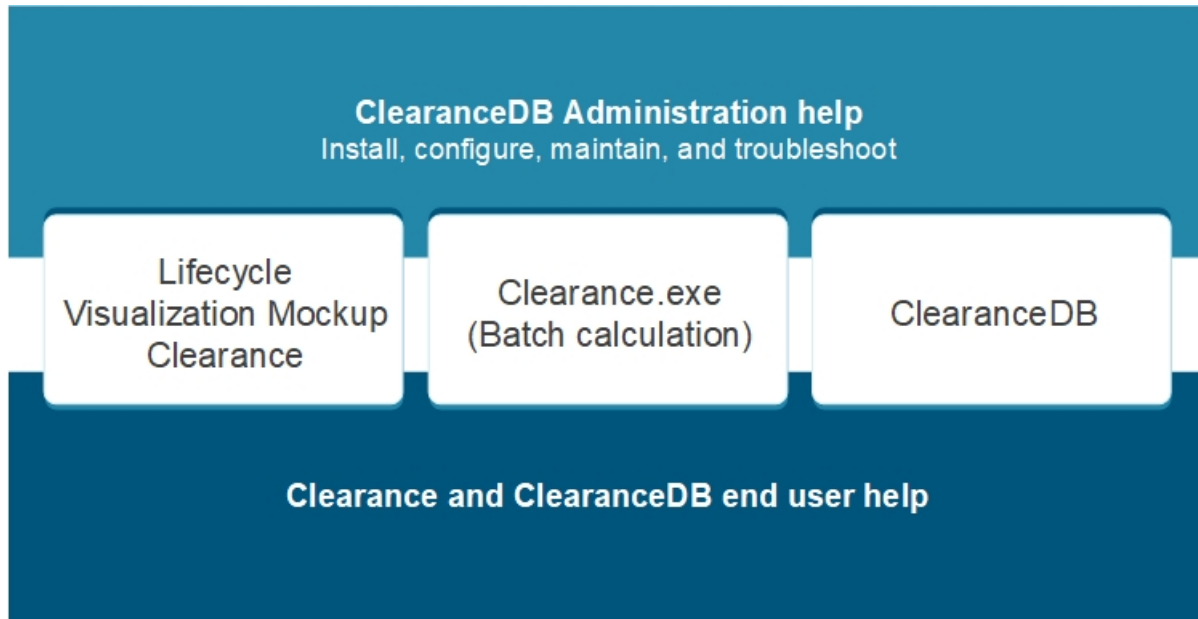 ClearanceDB Administration help
Install, configure, maintain, and troubleshoot
Lifecycle
Visualization Mockup
Clearance
Clearance.exe
(Batch calculation)
ClearanceDB
Clearance and ClearanceDB end user help